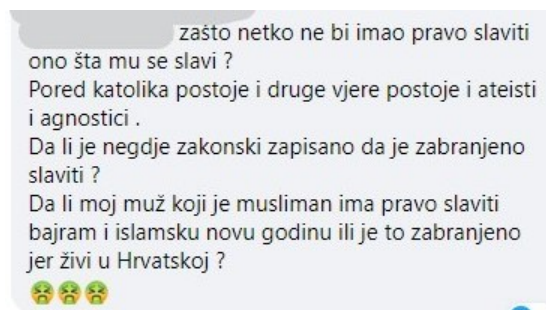 zašto netko ne bi imao pravo slaviti
ono šta mu se slavi ?
Pored katolika postoje i druge vjere postoje i ateisti
i agnostici .
Da li je negdje zakonski zapisano da je zabranjeno
slaviti ?
Da li moj muž koji je musliman ima pravo slaviti
bajram i islamsku novu godinu ili je to zabranjeno
jer živi u Hrvatskoj ?
🤮🤮🤮